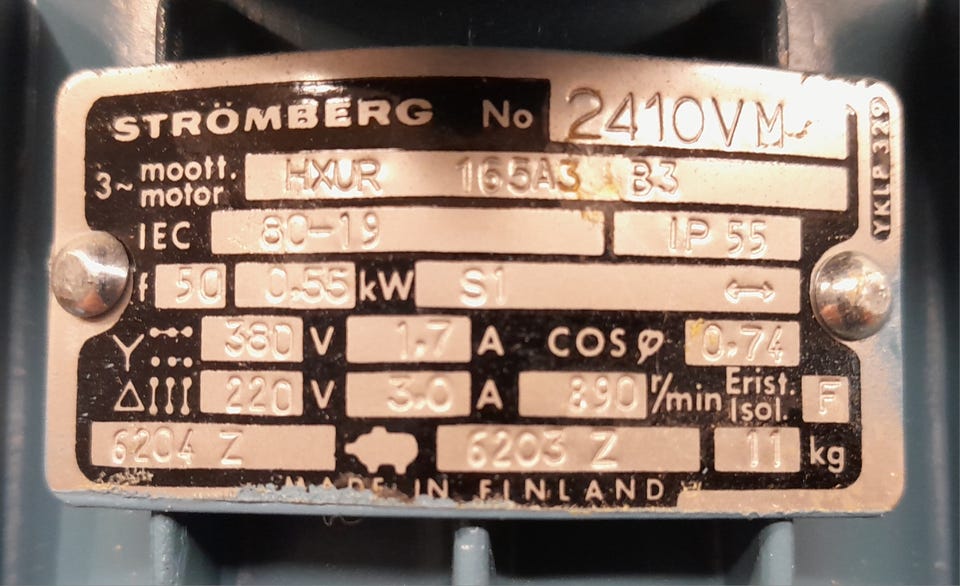 STRÖMBERG No 2410VM
YKLP 329
3~ moott. motor HXUR 165A3 B3
IEC 80-19 IP 55
f 50 0.55 kW S1 ↔
Y 380 V 1.7 A COS φ 0.74
Δ 220 V 3.0 A 890 r/min Erist. Isol. F
6204 Z 6203 Z 11 kg
MADE IN FINLAND